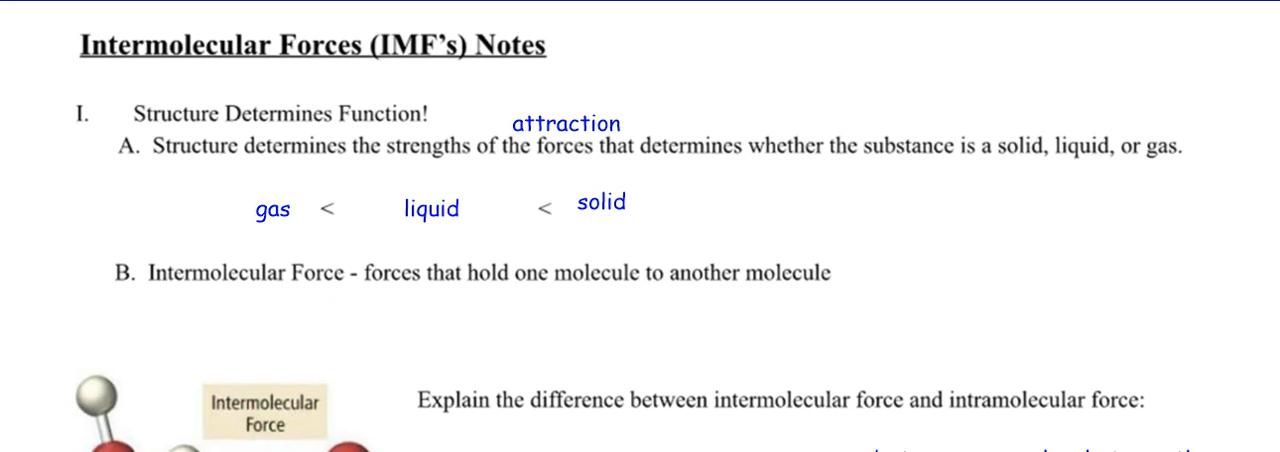 Intermolecular Forces (IMF's) Notes
I. Structure Determines Function!
attraction
A. Structure determines the strengths of the forces that determines whether the substance is a solid, liquid, or gas.
gas < liquid < solid
B. Intermolecular Force - forces that hold one molecule to another molecule
Intermolecular
Force
Explain the difference between intermolecular force and intramolecular force: